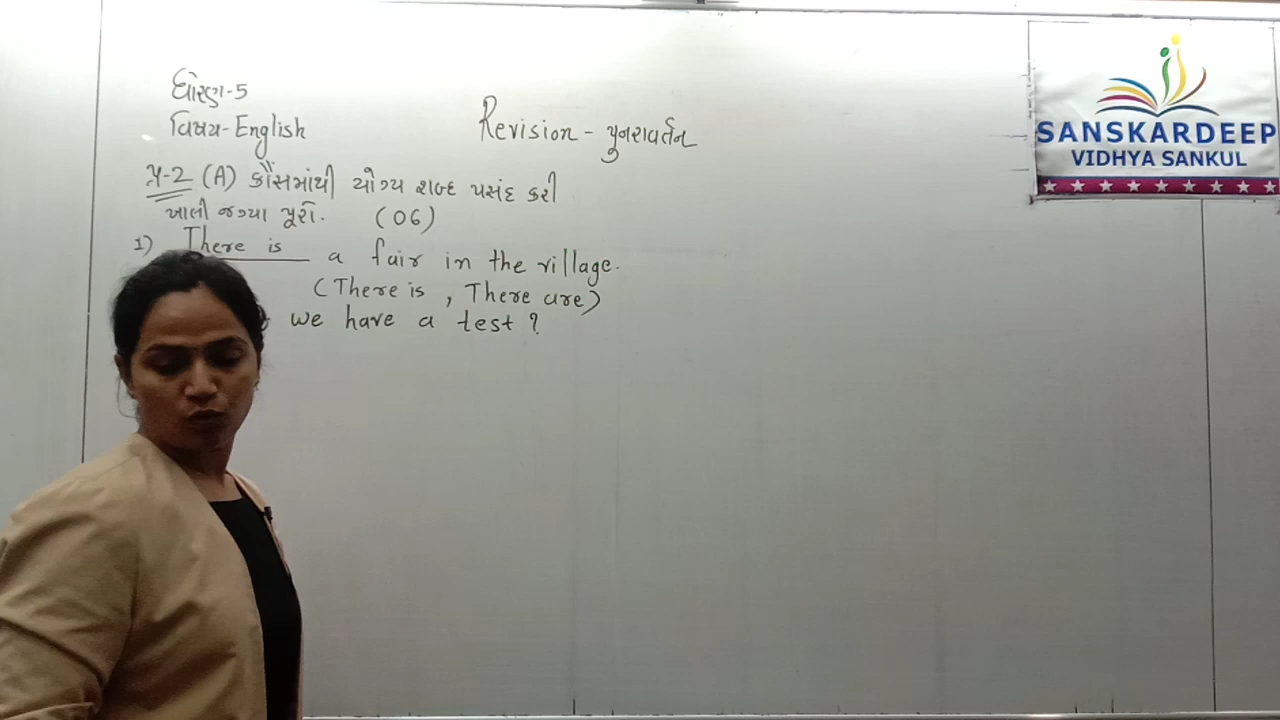 ધોરણ-5
વિષય-English
Revision - પુનરાવર્તન
પ્ર-2 (A) કૌંસમાંથી યોગ્ય શબ્દ પસંદ કરી
ખાલી જગ્યા પૂરો. (06)
1) There is a fair in the village.
(There is, There are)
we have a test?
SANSKARDEEP
VIDHYA SANKUL